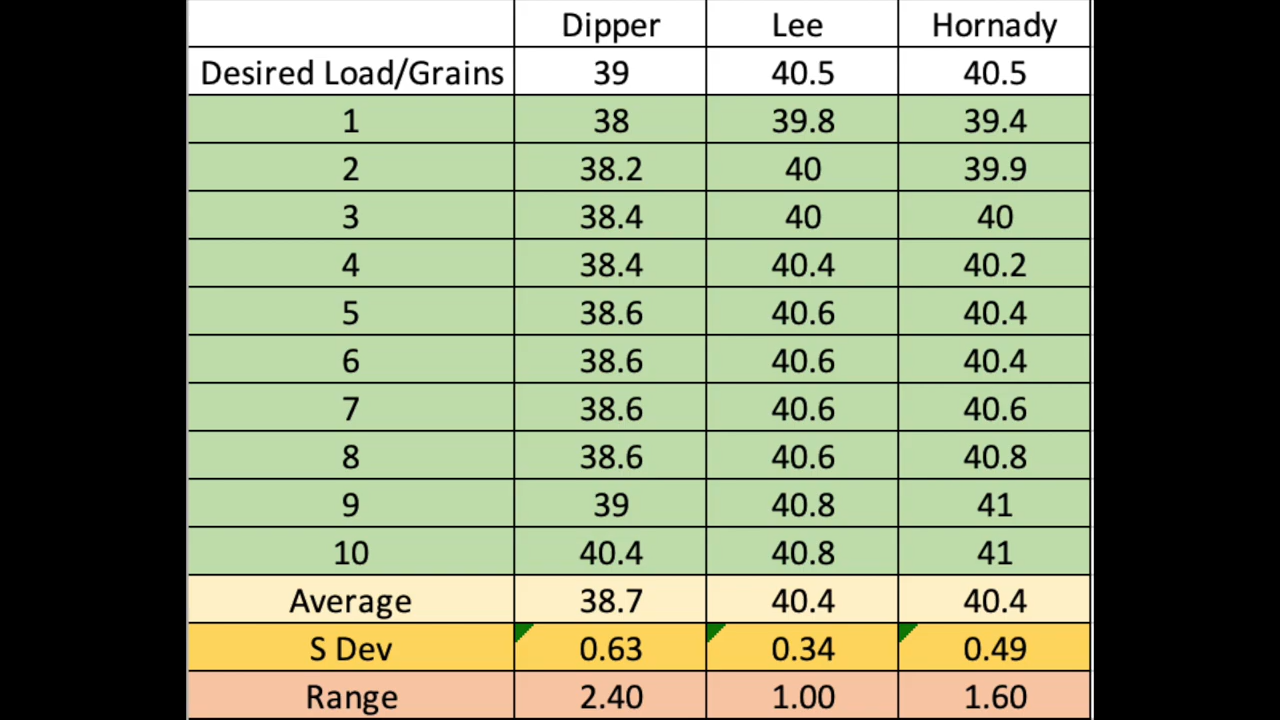 Dipper Lee Hornady
Desired Load/Grains 39 40.5 40.5
1 38 39.8 39.4
2 38.2 40 39.9
3 38.4 40 40
4 38.4 40.4 40.2
5 38.6 40.6 40.4
6 38.6 40.6 40.4
7 38.6 40.6 40.6
8 38.6 40.6 40.8
9 39 40.8 41
10 40.4 40.8 41
Average 38.7 40.4 40.4
S Dev 0.63 0.34 0.49
Range 2.40 1.00 1.60